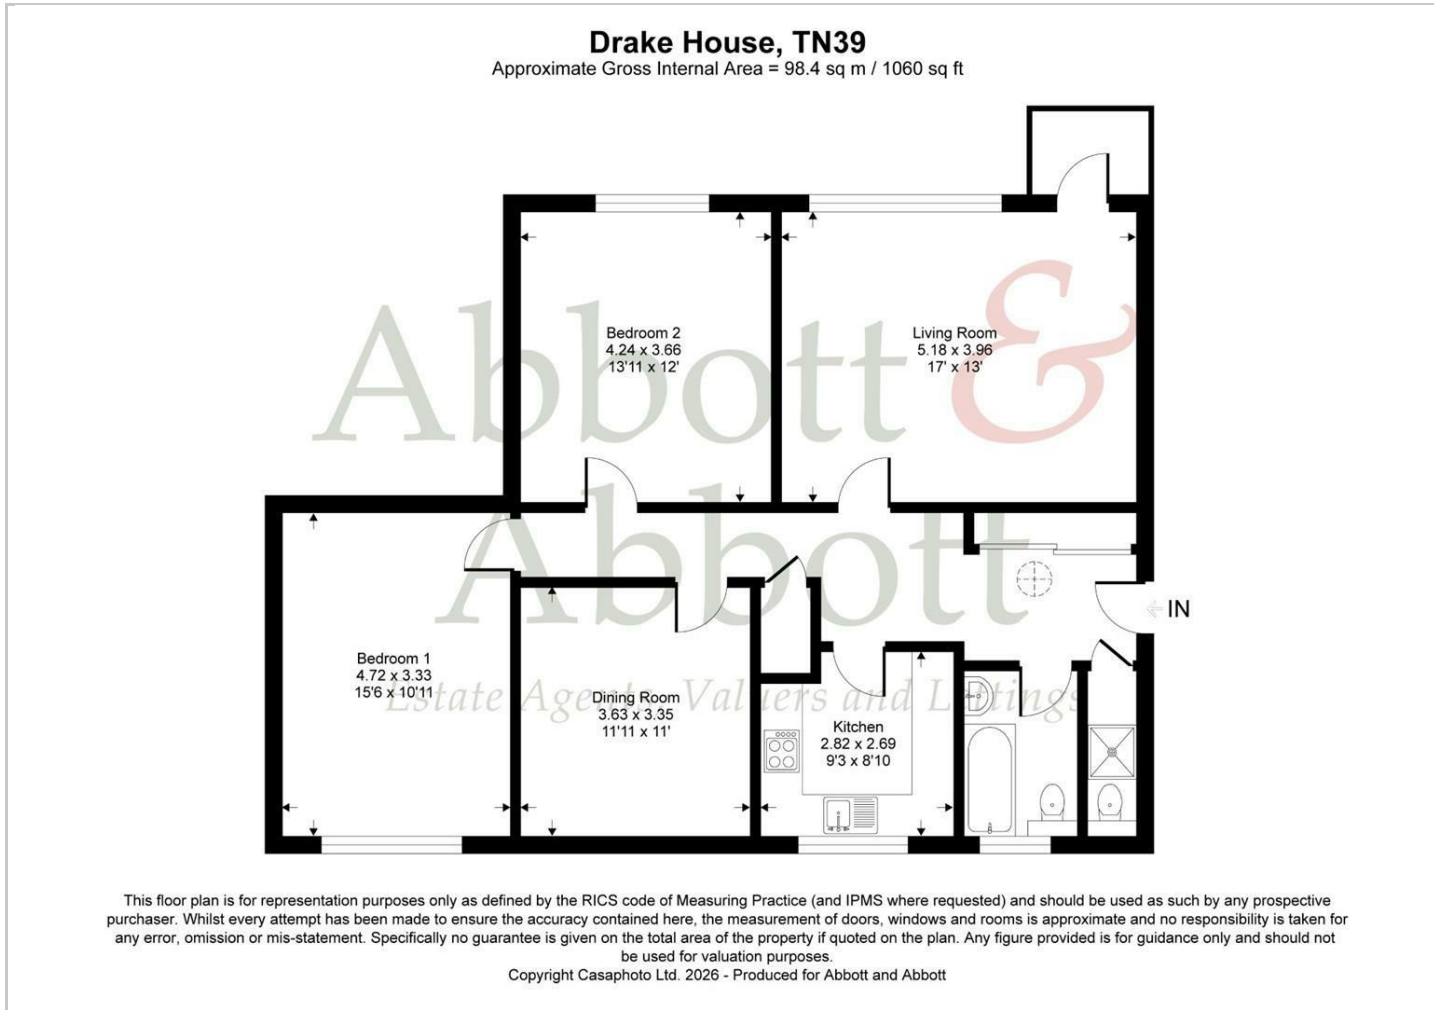 Drake House, TN39
Approximate Gross Internal Area = 98.4 sq m / 1060 sq ft
Bedroom 2
4.24 x 3.66
13'11 x 12'
Living Room
5.18 x 3.96
17' x 13'
Abbott &
Abbott
Estate Agents, Valuers and Lettings
IN
Bedroom 1
4.72 x 3.33
15'6 x 10'11
Dining Room
3.63 x 3.35
11'11 x 11'
Kitchen
2.82 x 2.69
9'3 x 8'10
This floor plan is for representation purposes only as defined by the RICS code of Measuring Practice (and IPMS where requested) and should be used as such by any prospective
purchaser. Whilst every attempt has been made to ensure the accuracy contained here, the measurement of doors, windows and rooms is approximate and no responsibility is taken for
any error, omission or mis-statement. Specifically no guarantee is given on the total area of the property if quoted on the plan. Any figure provided is for guidance only and should not
be used for valuation purposes.
Copyright Casaphoto Ltd. 2026 - Produced for Abbott and Abbott